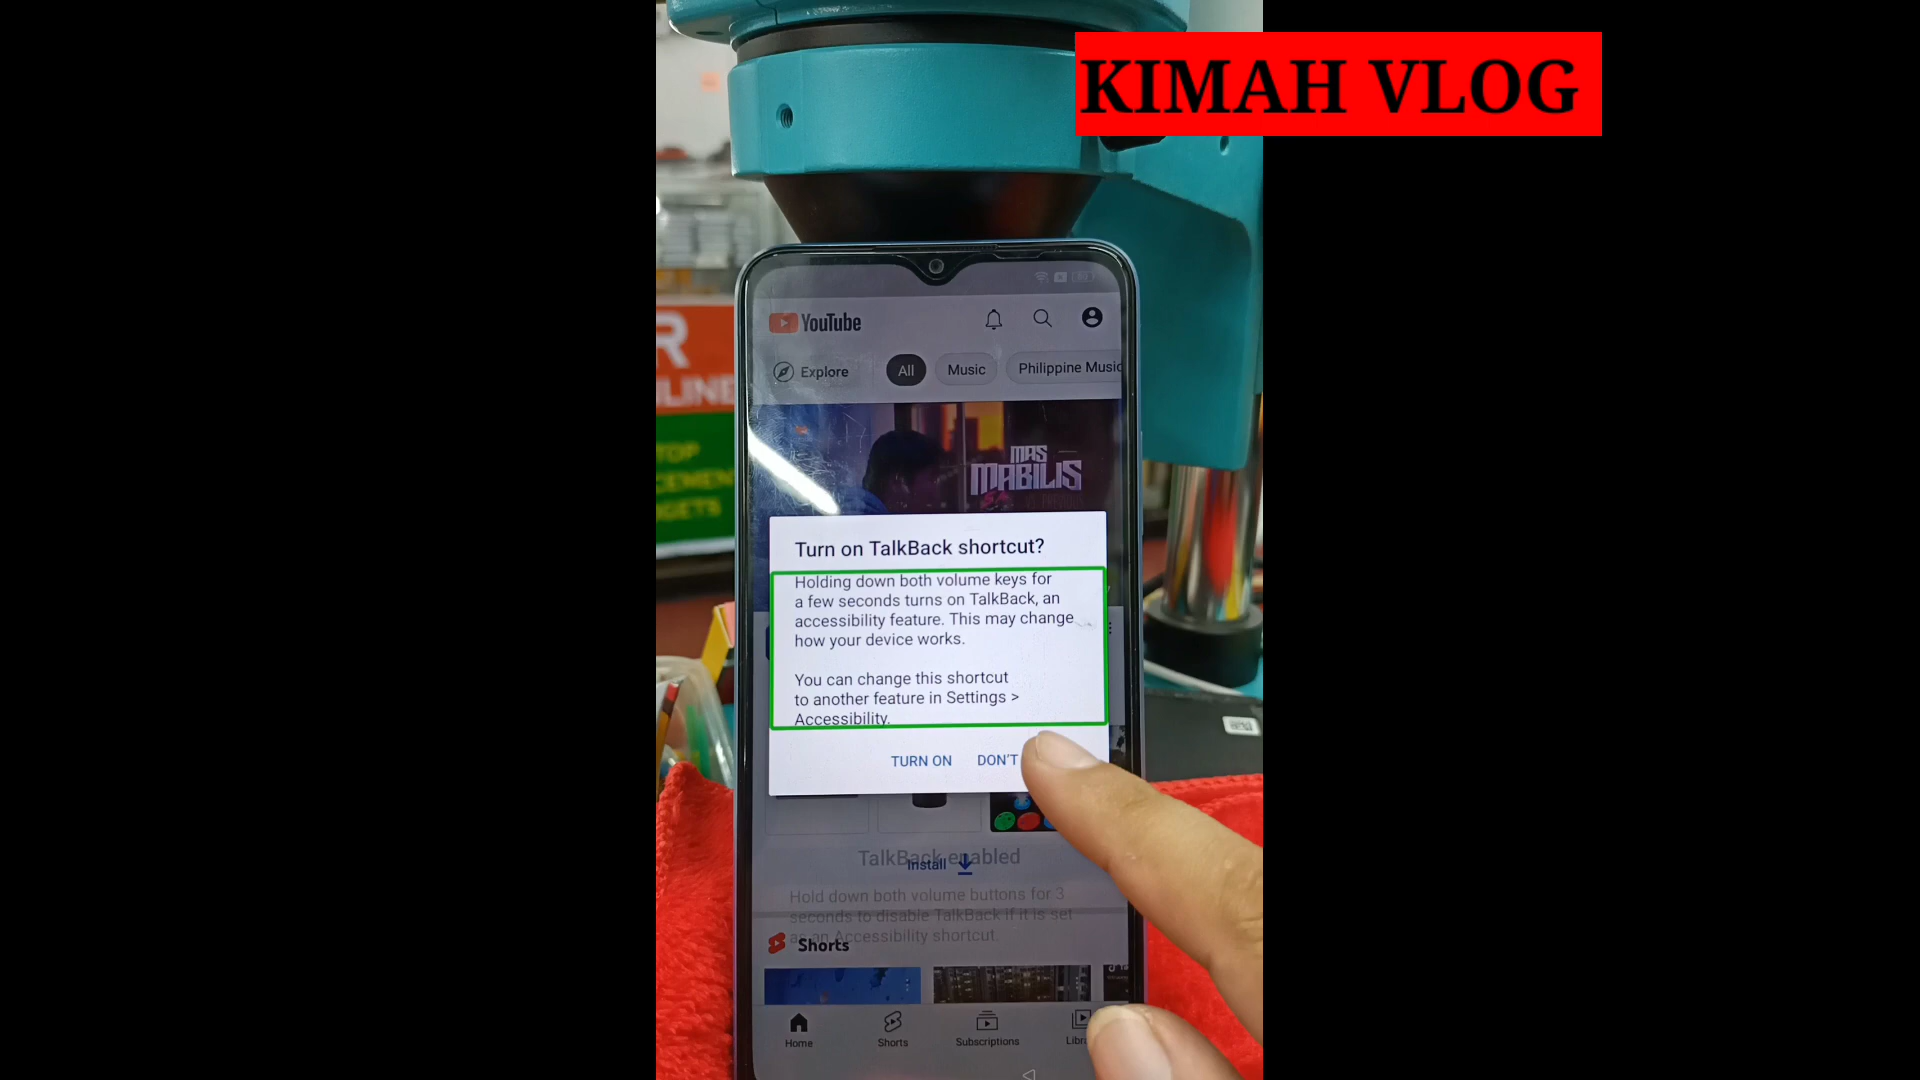 KIMAH VLOG
YouTube
Explore
All
Music
Philippine Music
MAS
MABILIS
Turn on TalkBack shortcut?
Holding down both volume keys for
a few seconds turns on TalkBack, an
accessibility feature. This may change
how your device works.
You can change this shortcut
to another feature in Settings >
Accessibility.
TURN ON
DON'T
TalkBack enabled
Install
Hold down both volume buttons for 3
seconds to disable TalkBack if it is set
as an Accessibility shortcut.
Shorts
Home
Shorts
Subscriptions